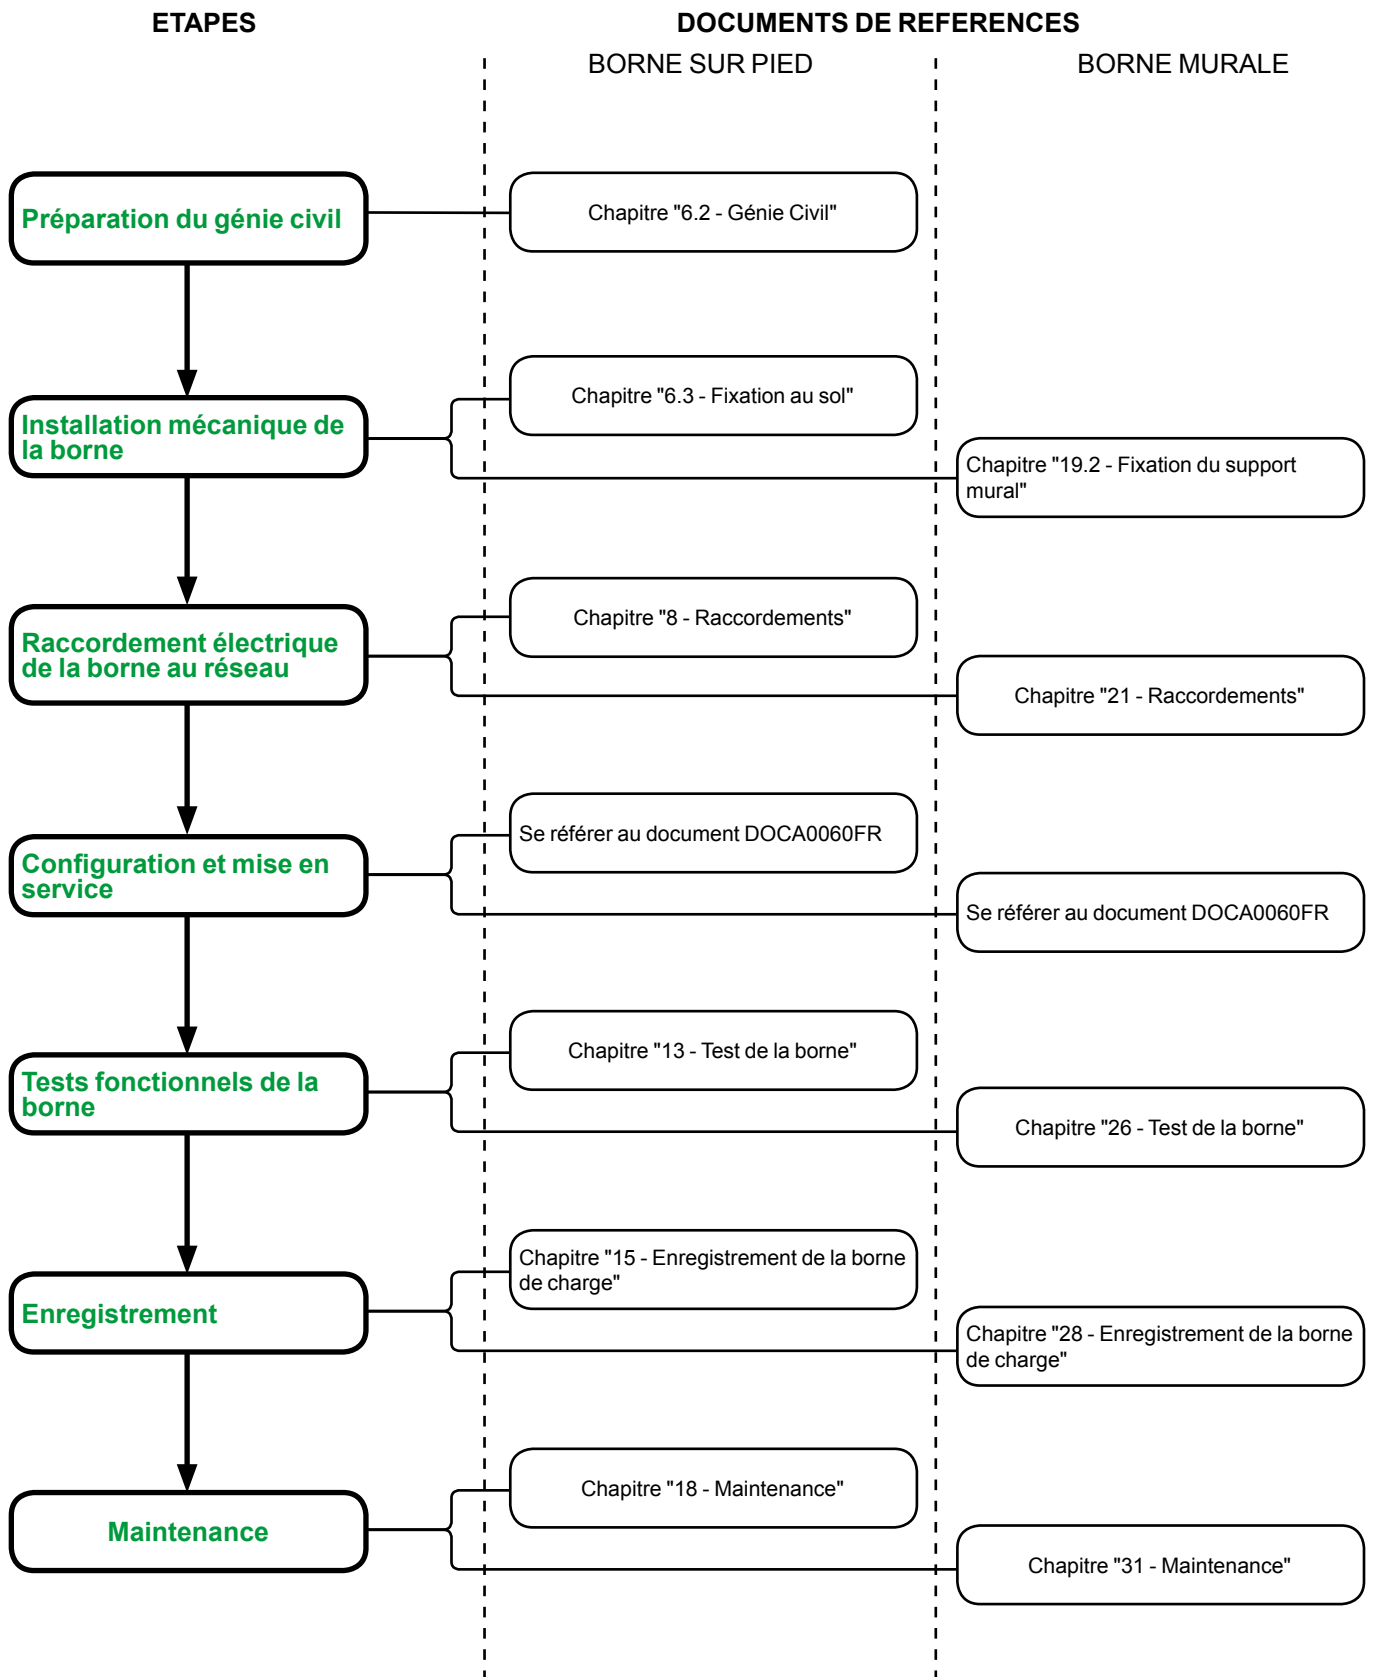 ETAPES
DOCUMENTS DE REFERENCES
BORNE SUR PIED
BORNE MURALE
Préparation du génie civil
Chapitre "6.2 - Génie Civil"
Installation mécanique de
la borne
Chapitre "6.3 - Fixation au sol"
Chapitre "19.2 - Fixation du support
mural"
Raccordement électrique
de la borne au réseau
Chapitre "8 - Raccordements"
Chapitre "21 - Raccordements"
Configuration et mise en
service
Se référer au document DOCA0060FR
Se référer au document DOCA0060FR
Tests fonctionnels de la
borne
Chapitre "13 - Test de la borne"
Chapitre "26 - Test de la borne"
Enregistrement
Chapitre "15 - Enregistrement de la borne
de charge"
Chapitre "28 - Enregistrement de la borne
de charge"
Maintenance
Chapitre "18 - Maintenance"
Chapitre "31 - Maintenance"